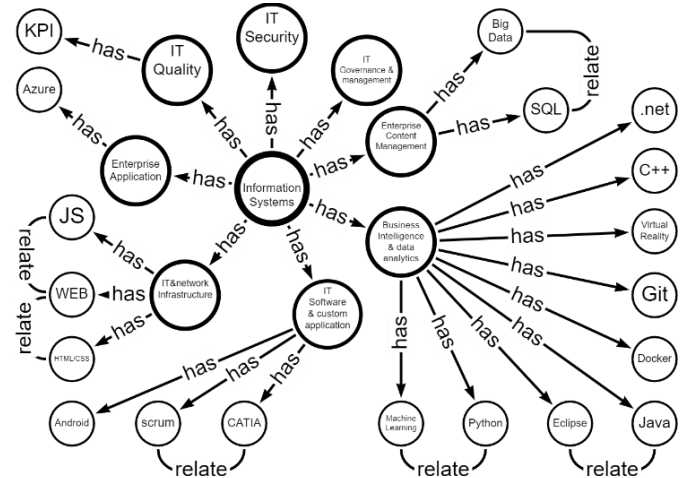 KPI
has
IT
Quality
IT
Security
IT
Governance &
management
Big
Data
relate
SQL
has
has
Enterprise
Content
Management
Azure
has
Enterprise
Application
has
has
has
has
has
Information
Systems
has
has
has
has
.net
C++
Virtual
Reality
Git
Docker
Java
Eclipse
Python
Machine
Learning
has
has
has
has
has
has
has
has
has
Business
Intelligence
& data
analytics
JS
WEB
HTML/CSS
relate
relate
has
has
has
IT&network
Infrastructure
IT
Software
& custom
application
has
has
has
Android
scrum
CATIA
relate
relate
relate